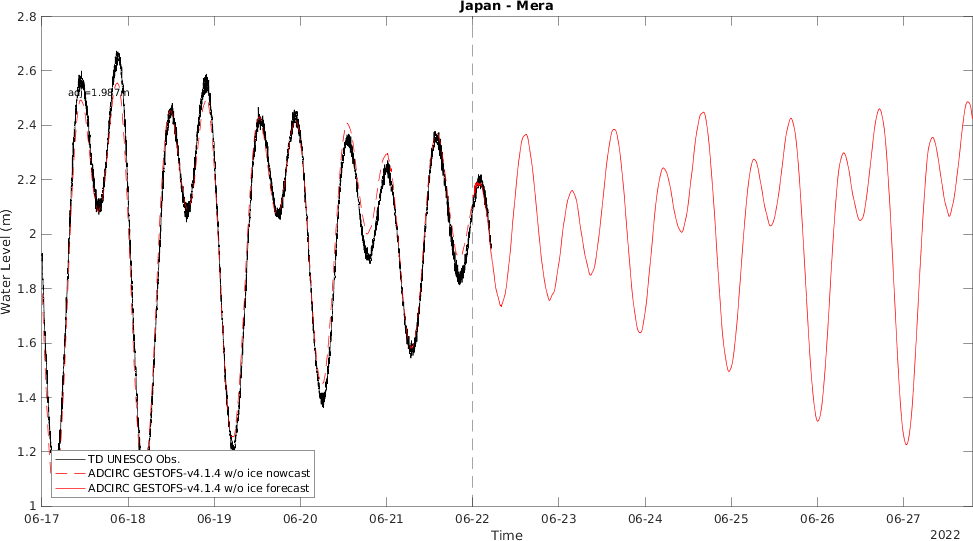 Japan - Mera
2.8
2.6
2.4
2.2
2
1.8
1.6
1.4
1.2
1
Water Level (m)
adj=1.987m
TD UNESCO Obs.
ADCIRC GESTOFS-v4.1.4 w/o ice nowcast
ADCIRC GESTOFS-v4.1.4 w/o ice forecast
06-17 06-18 06-19 06-20 06-21 06-22 06-23 06-24 06-25 06-26 06-27
Time
2022